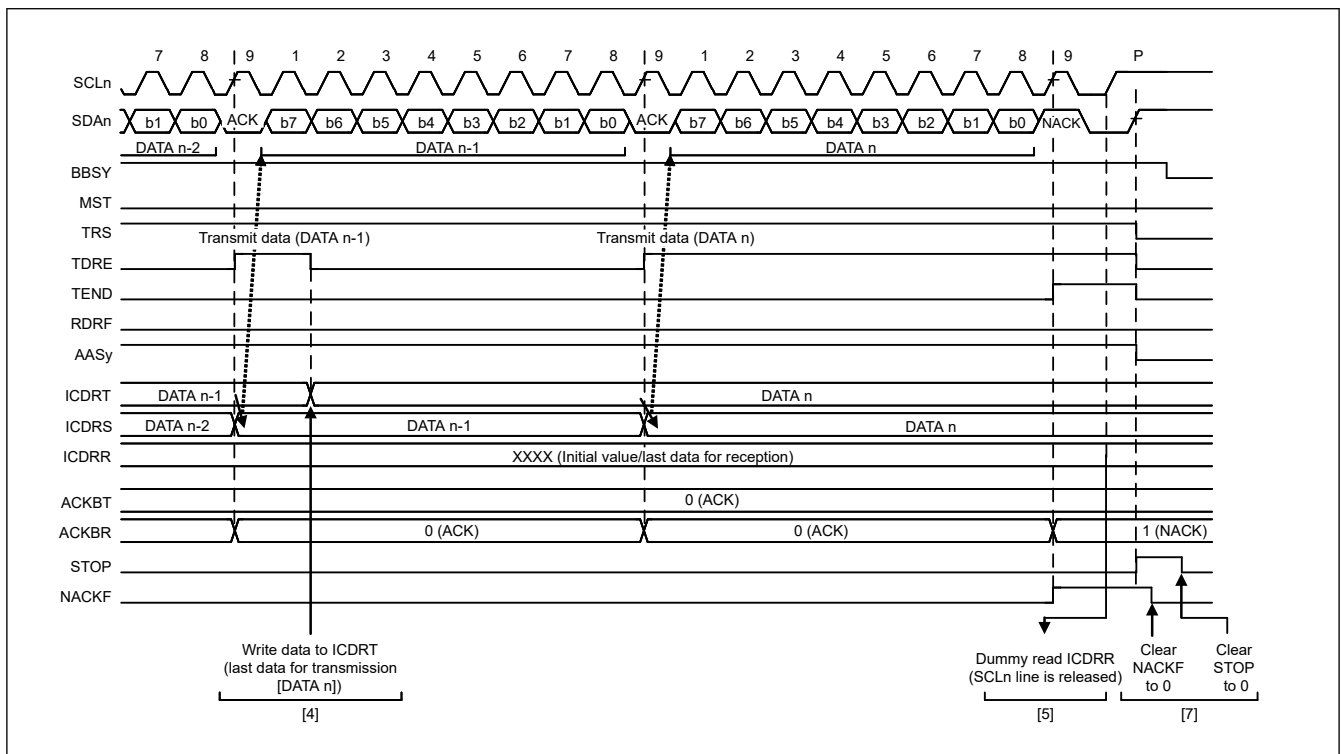 7 8 9 1 2 3 4 5 6 7 8 9 1 2 3 4 5 6 7 8 9 P
SCLn
SDAn b1 b0 ACK b7 b6 b5 b4 b3 b2 b1 b0 ACK b7 b6 b5 b4 b3 b2 b1 b0 NACK
DATA n-2 DATA n-1 DATA n
BBSY
MST
TRS
Transmit data (DATA n-1) Transmit data (DATA n)
TDRE
TEND
RDRF
AASy
ICDRT DATA n-1 DATA n
ICDRS DATA n-2 DATA n-1 DATA n
ICDRR XXXX (Initial value/last data for reception)
ACKBT 0 (ACK)
ACKBR 0 (ACK) 0 (ACK) 1 (NACK)
STOP
NACKF
Write data to ICDRT
(last data for transmission
[DATA n])
[4]
Dummy read ICDRR
(SCLn line is released)
[5]
Clear
NACKF
to 0
Clear
STOP
to 0
[7]